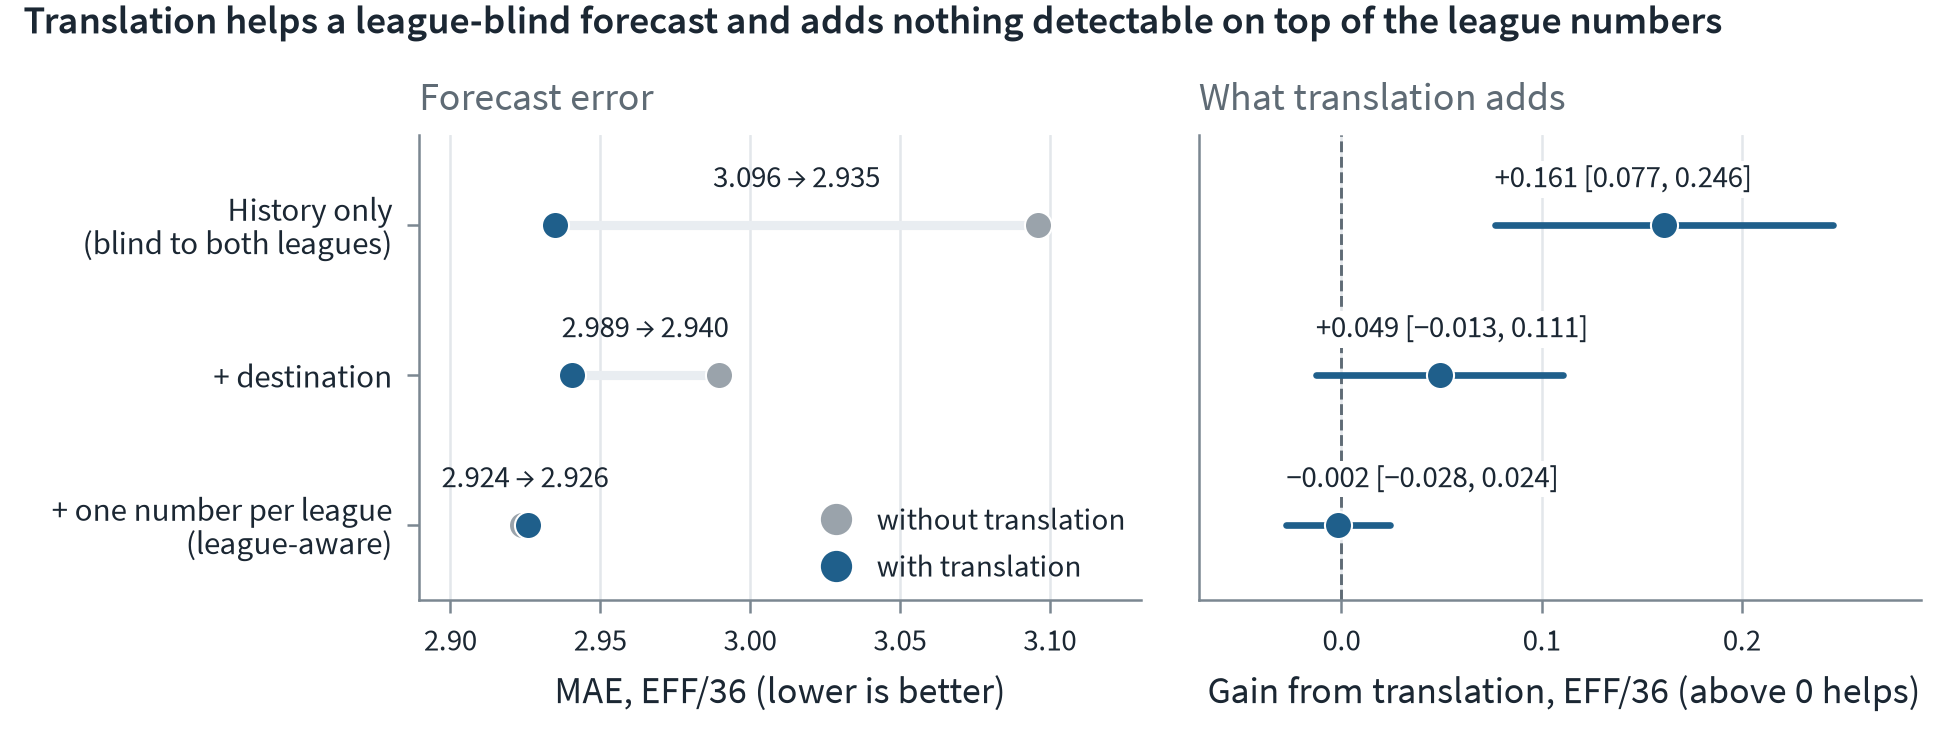 Translation helps a league-blind forecast and adds nothing detectable on top of the league numbers
Forecast error
What translation adds
3.096 → 2.935
+0.161 [0.077, 0.246]
History only
(blind to both leagues)
2.989 → 2.940
+0.049 [−0.013, 0.111]
+ destination
2.924 → 2.926
−0.002 [−0.028, 0.024]
+ one number per league
(league-aware)
without translation
with translation
2.90 2.95 3.00 3.05 3.10
0.0 0.1 0.2
MAE, EFF/36 (lower is better)
Gain from translation, EFF/36 (above 0 helps)